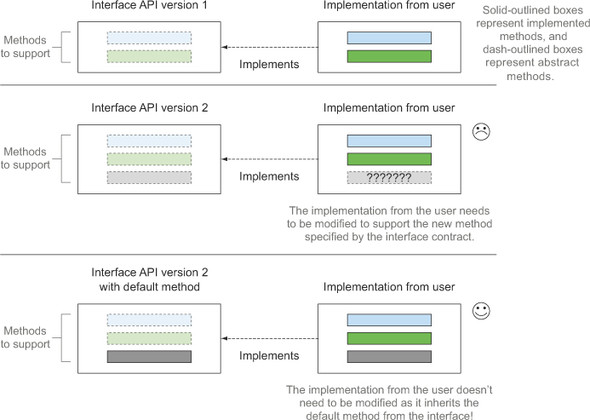 Interface API version 1
Implementation from user
Solid-outlined boxes
represent implemented
methods, and
dash-outlined boxes
represent abstract
methods.
Methods
to support
Implements
Interface API version 2
Implementation from user
Methods
to support
Implements
???????
The implementation from the user needs
to be modified to support the new method
specified by the interface contract.
Interface API version 2
with default method
Implementation from user
Methods
to support
Implements
The implementation from the user doesn't
need to be modified as it inherits the
default method from the interface!